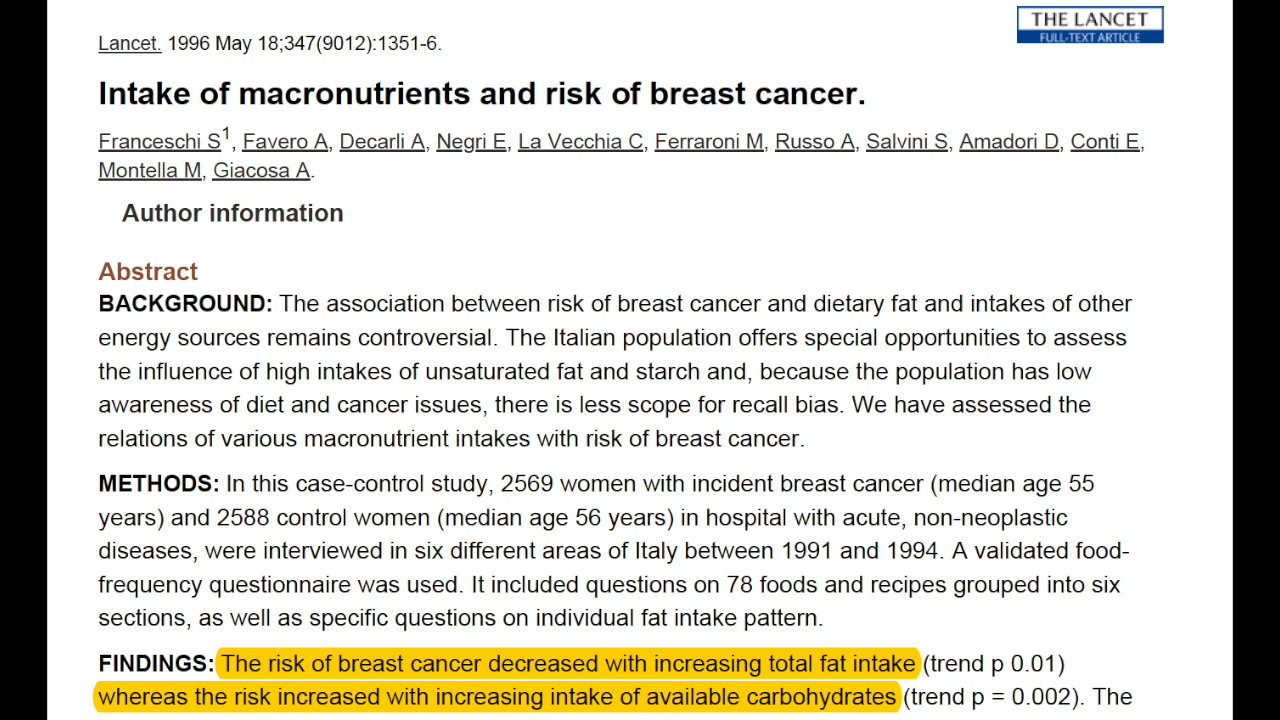 THE LANCET
FULL-TEXT ARTICLE
Lancet. 1996 May 18;347(9012):1351-6.
Intake of macronutrients and risk of breast cancer.
Franceschi S1, Favero A, Decarli A, Negri E, La Vecchia C, Ferraroni M, Russo A, Salvini S, Amadori D, Conti E,
Montella M, Giacosa A.
Author information
Abstract
BACKGROUND: The association between risk of breast cancer and dietary fat and intakes of other
energy sources remains controversial. The Italian population offers special opportunities to assess
the influence of high intakes of unsaturated fat and starch and, because the population has low
awareness of diet and cancer issues, there is less scope for recall bias. We have assessed the
relations of various macronutrient intakes with risk of breast cancer.
METHODS: In this case-control study, 2569 women with incident breast cancer (median age 55
years) and 2588 control women (median age 56 years) in hospital with acute, non-neoplastic
diseases, were interviewed in six different areas of Italy between 1991 and 1994. A validated food-
frequency questionnaire was used. It included questions on 78 foods and recipes grouped into six
sections, as well as specific questions on individual fat intake pattern.
FINDINGS: The risk of breast cancer decreased with increasing total fat intake (trend p 0.01)
whereas the risk increased with increasing intake of available carbohydrates (trend p = 0.002). The